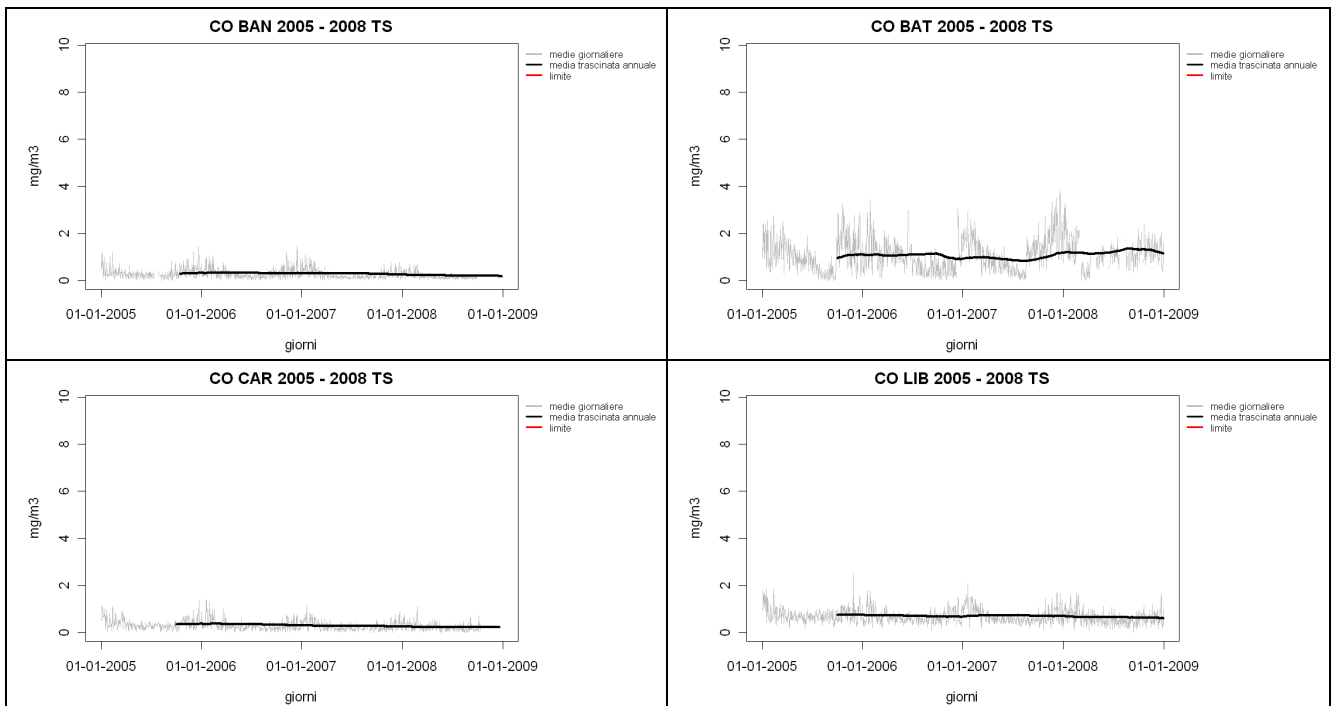 CO BAN 2005 - 2008 TS
mg/m3
10
8
6
4
2
0
01-01-2005 01-01-2006 01-01-2007 01-01-2008 01-01-2009
giorni
medie giornaliere
media trascinata annuale
limite
CO BAT 2005 - 2008 TS
mg/m3
10
8
6
4
2
0
01-01-2005 01-01-2006 01-01-2007 01-01-2008 01-01-2009
giorni
medie giornaliere
media trascinata annuale
limite
CO CAR 2005 - 2008 TS
mg/m3
10
8
6
4
2
0
01-01-2005 01-01-2006 01-01-2007 01-01-2008 01-01-2009
giorni
medie giornaliere
media trascinata annuale
limite
CO LIB 2005 - 2008 TS
mg/m3
10
8
6
4
2
0
01-01-2005 01-01-2006 01-01-2007 01-01-2008 01-01-2009
giorni
medie giornaliere
media trascinata annuale
limite